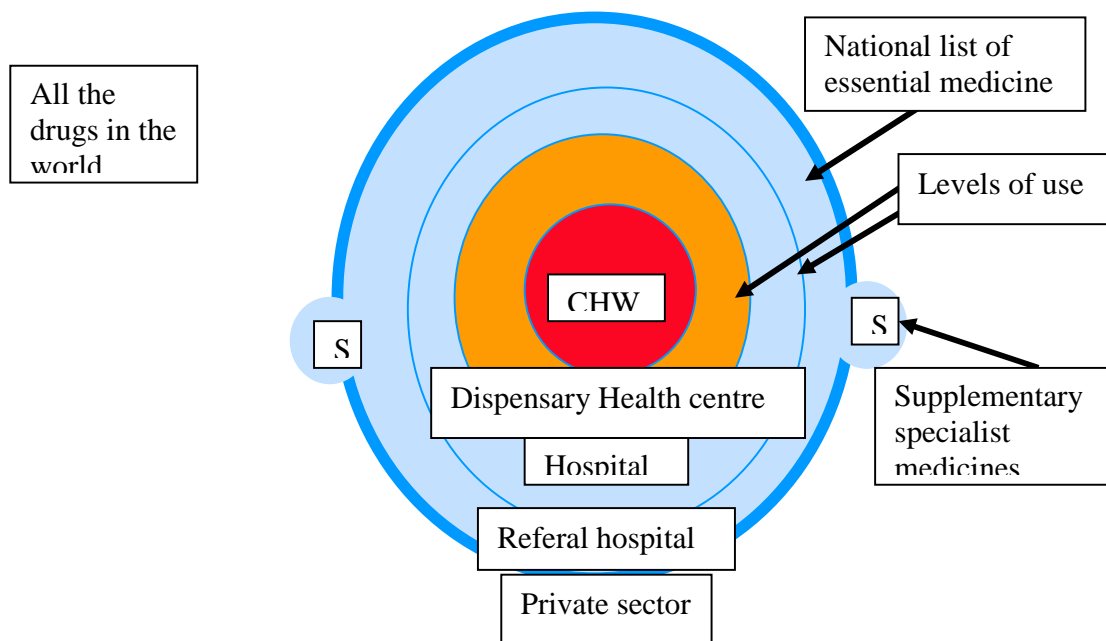 National list of
essential medicine
All the
drugs in the
world
Levels of use
CHW
S
S
Dispensary Health centre
Supplementary
specialist
medicines
Hospital
Referal hospital
Private sector